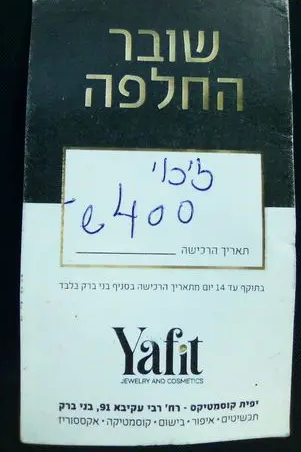 שובר
החלפה
זיכוי
400 ש-
תאריך הרכישה
בתוקף עד 14 יום מתאריך הרכישה בסניף בני ברק בלבד
Yafit
JEWELRY AND COSMETICS
יפית קוסמטיקס - רח' רבי עקיבא 91, בני ברק
תכשיטים • איפור • בישום • קוסמטיקה • אקססוריז